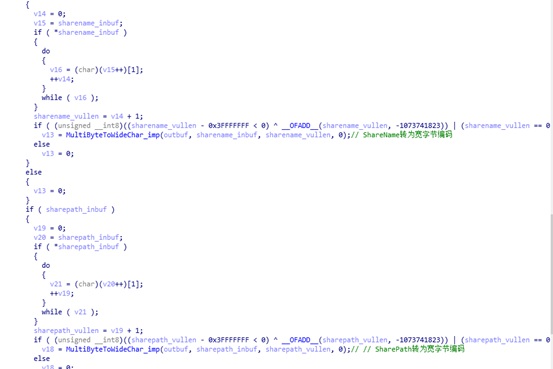 {
v14 = 0;
v15 = sharename_inbuf;
if ( *sharename_inbuf )
{
do
{
v16 = (char)(v15++)[1];
++v14;
}
while ( v16 );
}
sharename_vullen = v14 + 1;
if ( (unsigned __int8)((sharename_vullen - 0x3FFFFFFF < 0) ^ __OFADD__(sharename_vullen, -1073741823)) | (sharename_vullen == 0
v13 = MultiByteToWideChar_imp(outbuf, sharename_inbuf, sharename_vullen, 0);// ShareName转为宽字节编码
else
v13 = 0;
}
else
{
v13 = 0;
}
if ( sharepath_inbuf )
{
v19 = 0;
v20 = sharepath_inbuf;
if ( *sharepath_inbuf )
{
do
{
v21 = (char)(v20++)[1];
++v19;
}
while ( v21 );
}
sharepath_vullen = v19 + 1;
if ( (unsigned __int8)((sharepath_vullen - 0x3FFFFFFF < 0) ^ __OFADD__(sharepath_vullen, -1073741823)) | (sharepath_vullen == 0
v18 = MultiByteToWideChar_imp(outbuf, sharepath_inbuf, sharepath_vullen, 0);// // SharePath转为宽字节编码
else
v18 = 0;